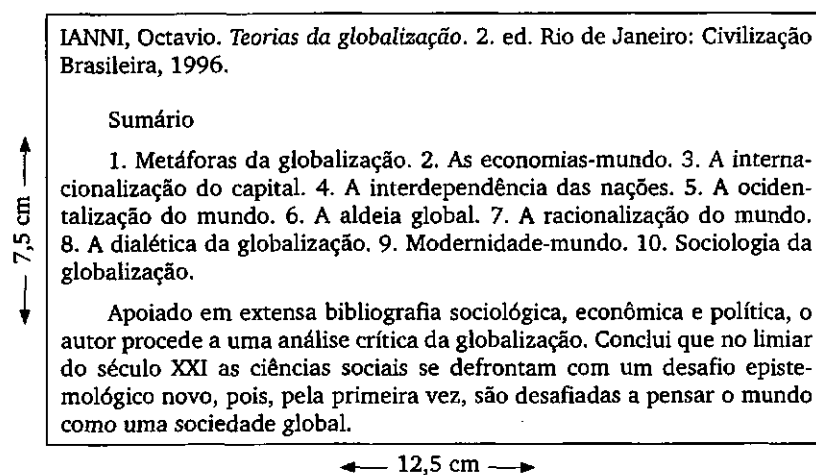 IANNI, Octavio. Teorias da globalização. 2. ed. Rio de Janeiro: Civilização
Brasileira, 1996.
Sumário
1. Metáforas da globalização. 2. As economias-mundo. 3. A interna-
cionalização do capital. 4. A interdependência das nações. 5. A ociden-
talização do mundo. 6. A aldeia global. 7. A racionalização do mundo.
8. A dialética da globalização. 9. Modernidade-mundo. 10. Sociologia da
globalização.
Apoiado em extensa bibliografia sociológica, econômica e política, o
autor procede a uma análise crítica da globalização. Conclui que no limiar
do século XXI as ciências sociais se defrontam com um desafio episte-
mológico novo, pois, pela primeira vez, são desafiadas a pensar o mundo
como uma sociedade global.
7,5 cm
12,5 cm